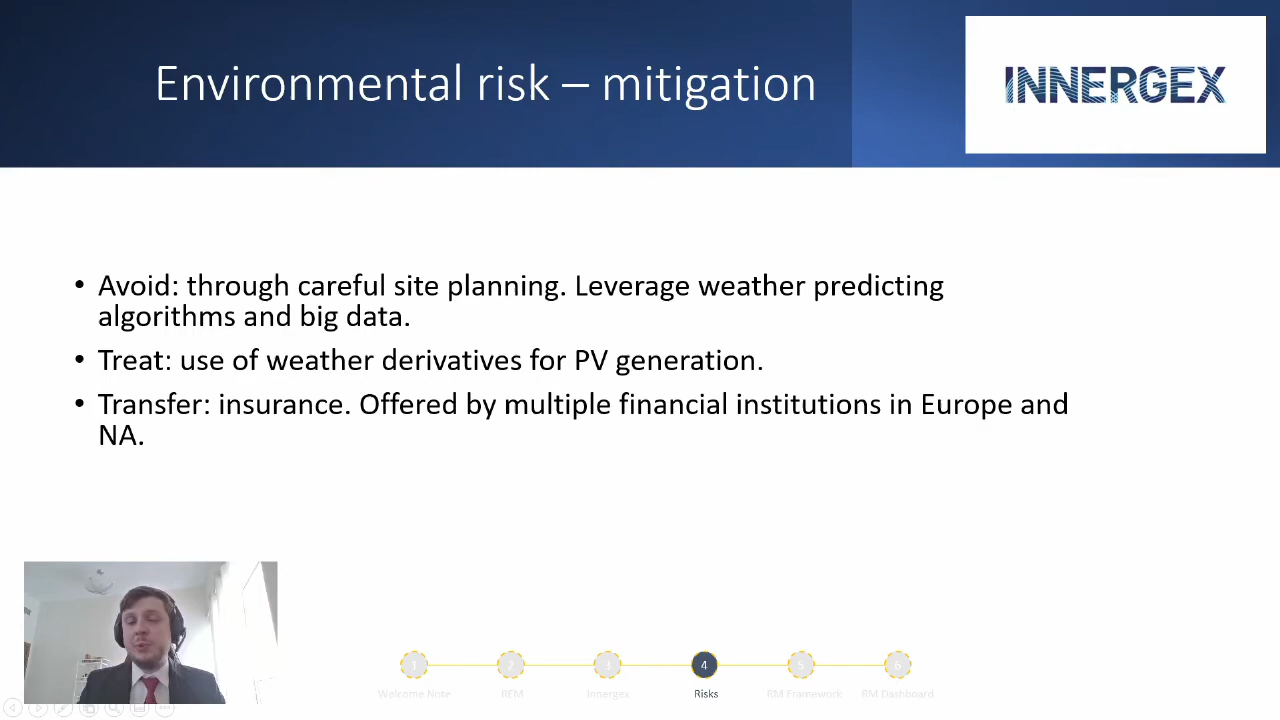 Environmental risk – mitigation
INNERGEX
• Avoid: through careful site planning. Leverage weather predicting
algorithms and big data.
• Treat: use of weather derivatives for PV generation.
• Transfer: insurance. Offered by multiple financial institutions in Europe and
NA.
1 2 3 4 5 6
Welcome Note RFM Innergex Risks RM Framework RM Dashboard